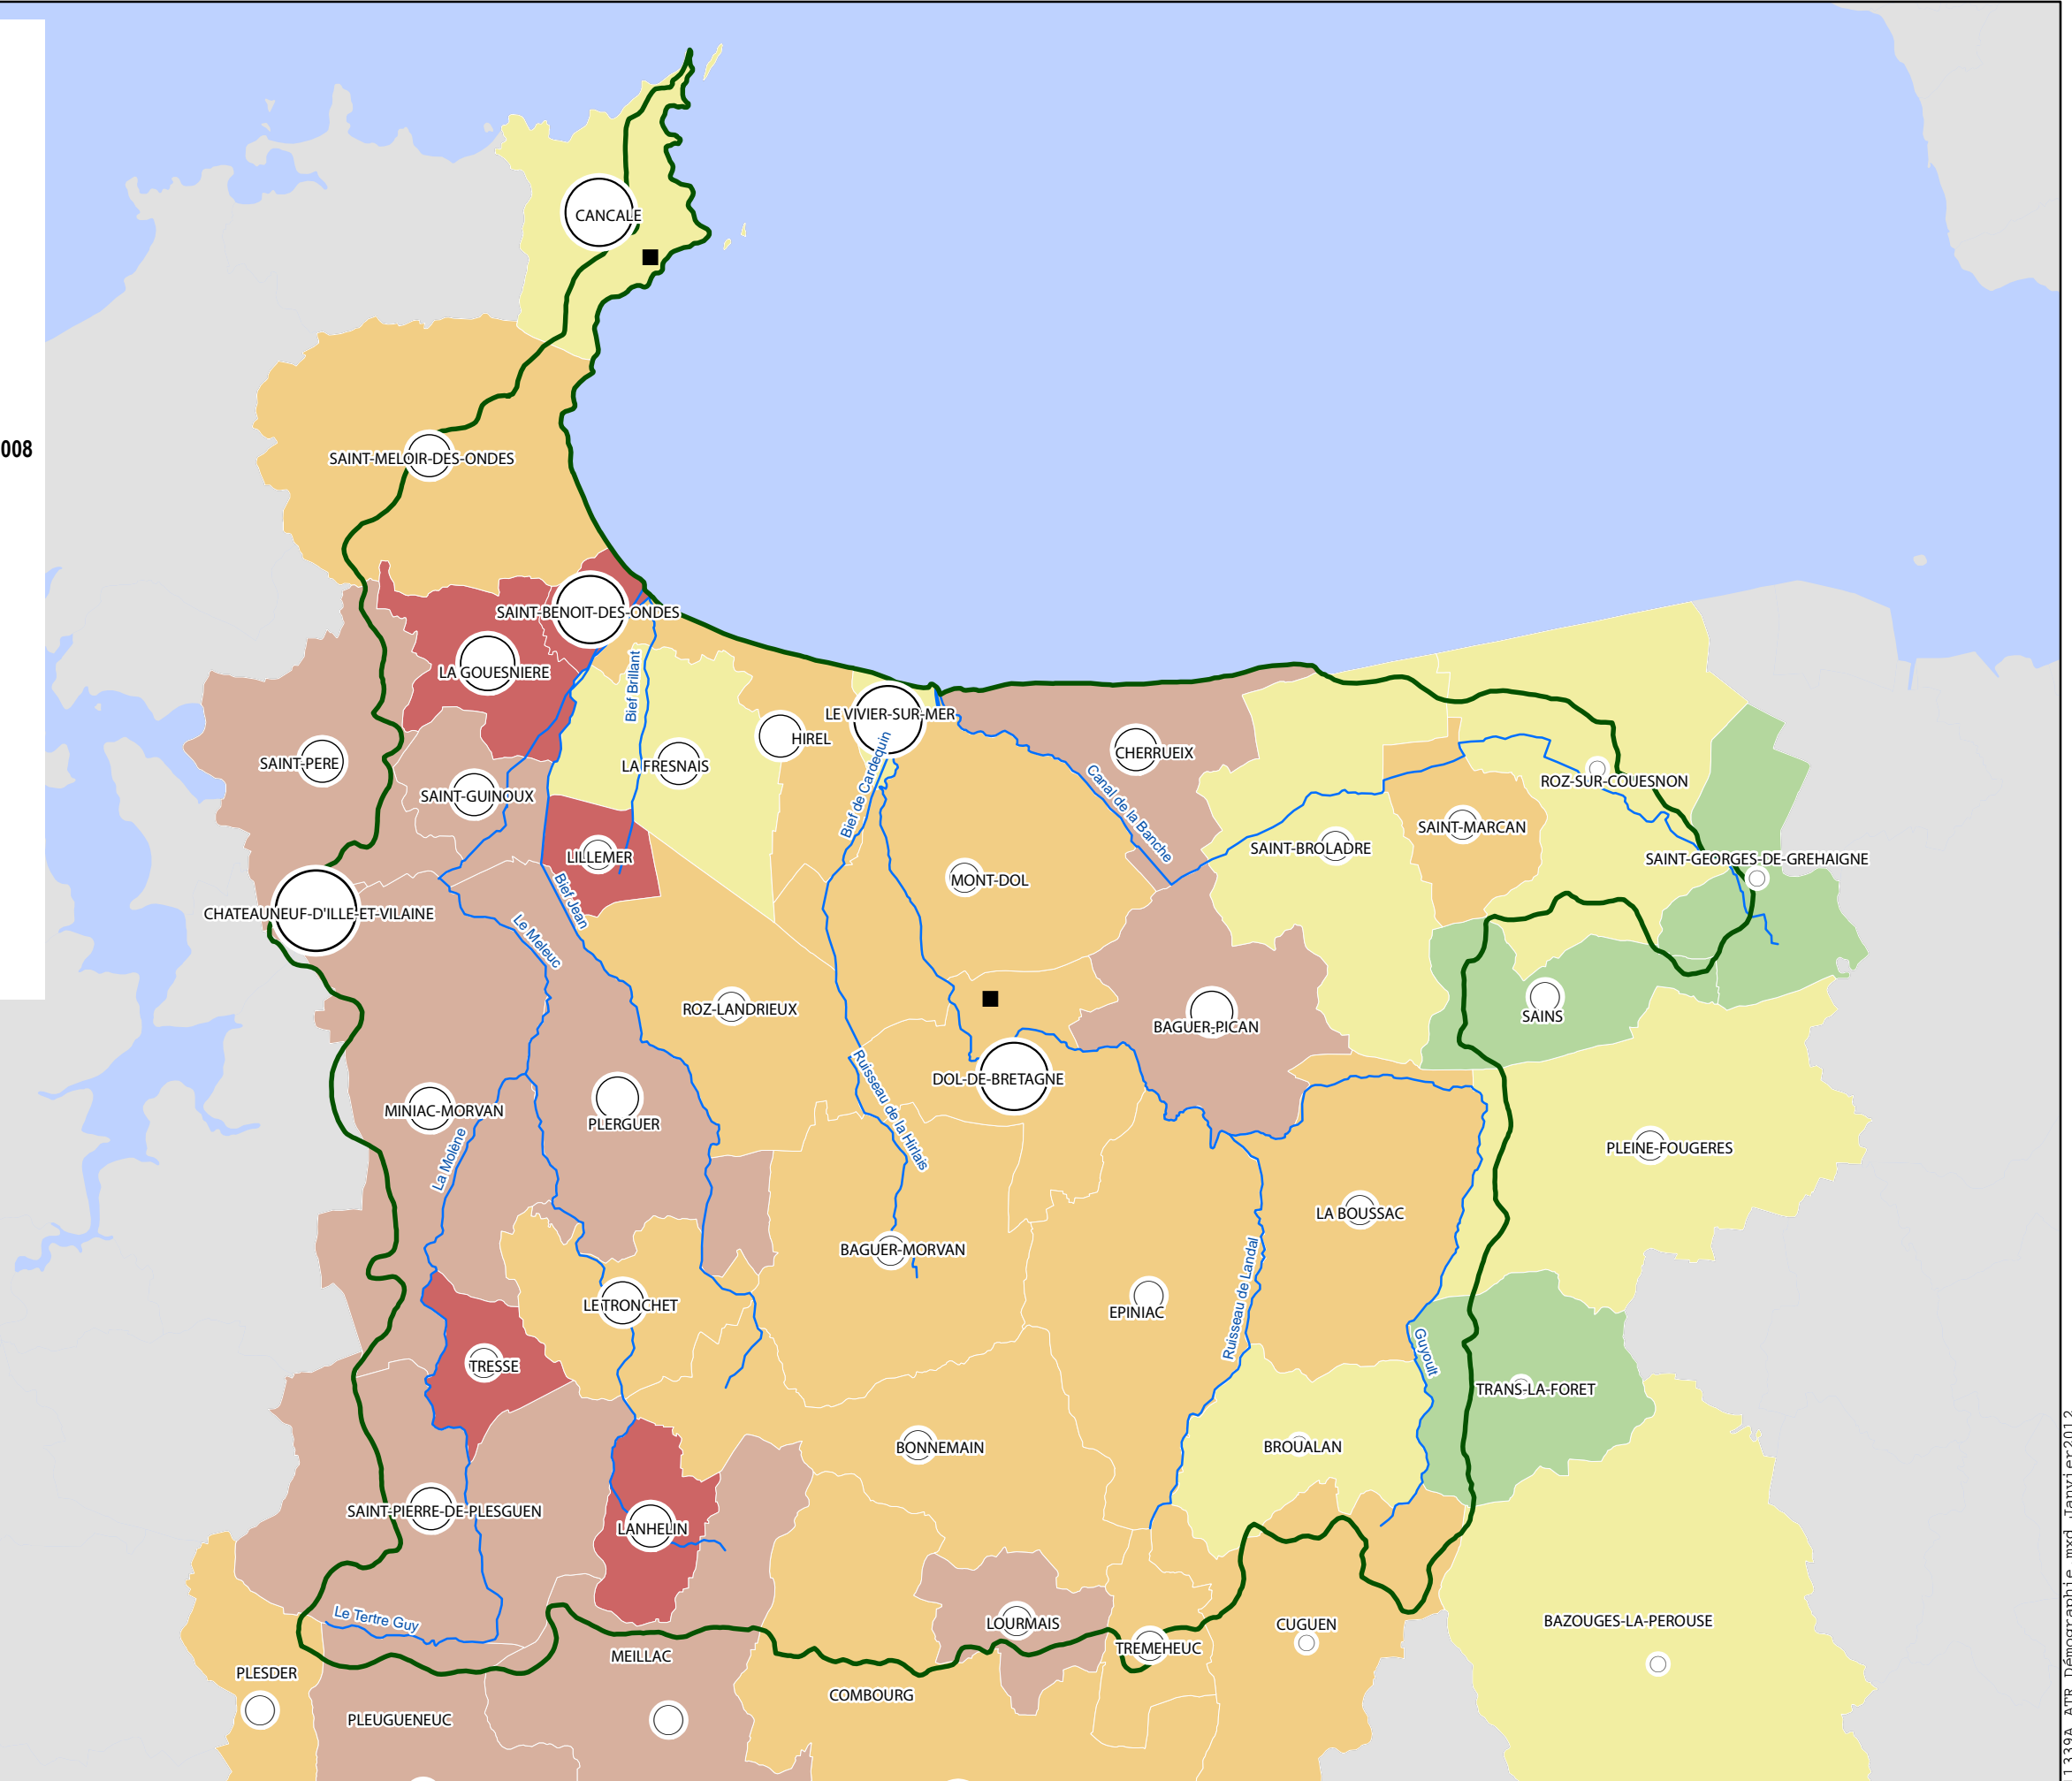 CANCALE
008
SAINT-MELOIR-DES-ONDES
SAINT-BENOIT-DES-ONDES
LA GOUESNIERE
Bief Brillant
LE VIVIER-SUR-MER
HIREL
CHERRUEIX
SAINT-PERE
LA FRESNAIS
ROZ-SUR-COUESNON
SAINT-GUINOUX
Bief de Cardequin
Canal de la Banche
SAINT-MARCAN
SAINT-BROLADRE
LILLEMER
SAINT-GEORGES-DE-GREHAIGNE
MONT-DOL
CHATEAUNEUF-D'ILLE-ET-VILAINE
Bief Jean
Le Meleuc
ROZ-LANDRIEUX
SAINS
BAGUER-PICAN
DOL-DE-BRETAGNE
MINIAC-MORVAN
Ruisseau de la Hirlais
PLERGUER
La Molène
PLEINE-FOUGERES
LA BOUSSAC
BAGUER-MORVAN
LE TRONCHET
EPINIAC
Ruisseau de Landal
Guyoult
TRESSE
TRANS-LA-FORET
BONNEMAIN
BROUALAN
SAINT-PIERRE-DE-PLESGUEN
LANHELIN
Le Tertre Guy
LOURMAIS
BAZOUGES-LA-PEROUSE
CUGUEN
TREMEHEUC
MEILLAC
PLESDER
COMBOURG
PLEUGUENEUC
11339A_ATR_Démographie.mxd Janvier2012